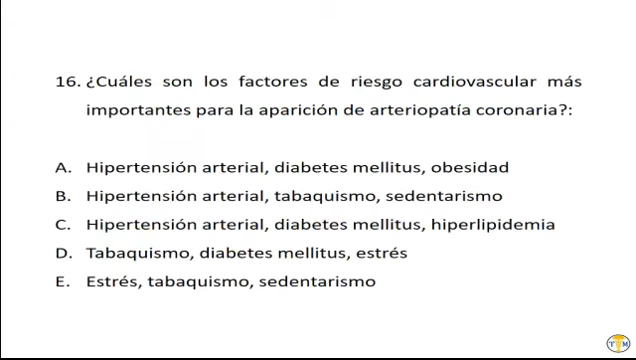 16. ¿Cuáles son los factores de riesgo cardiovascular más
importantes para la aparición de arteriopatía coronaria?:
A. Hipertensión arterial, diabetes mellitus, obesidad
B. Hipertensión arterial, tabaquismo, sedentarismo
C. Hipertensión arterial, diabetes mellitus, hiperlipidemia
D. Tabaquismo, diabetes mellitus, estrés
E. Estrés, tabaquismo, sedentarismo